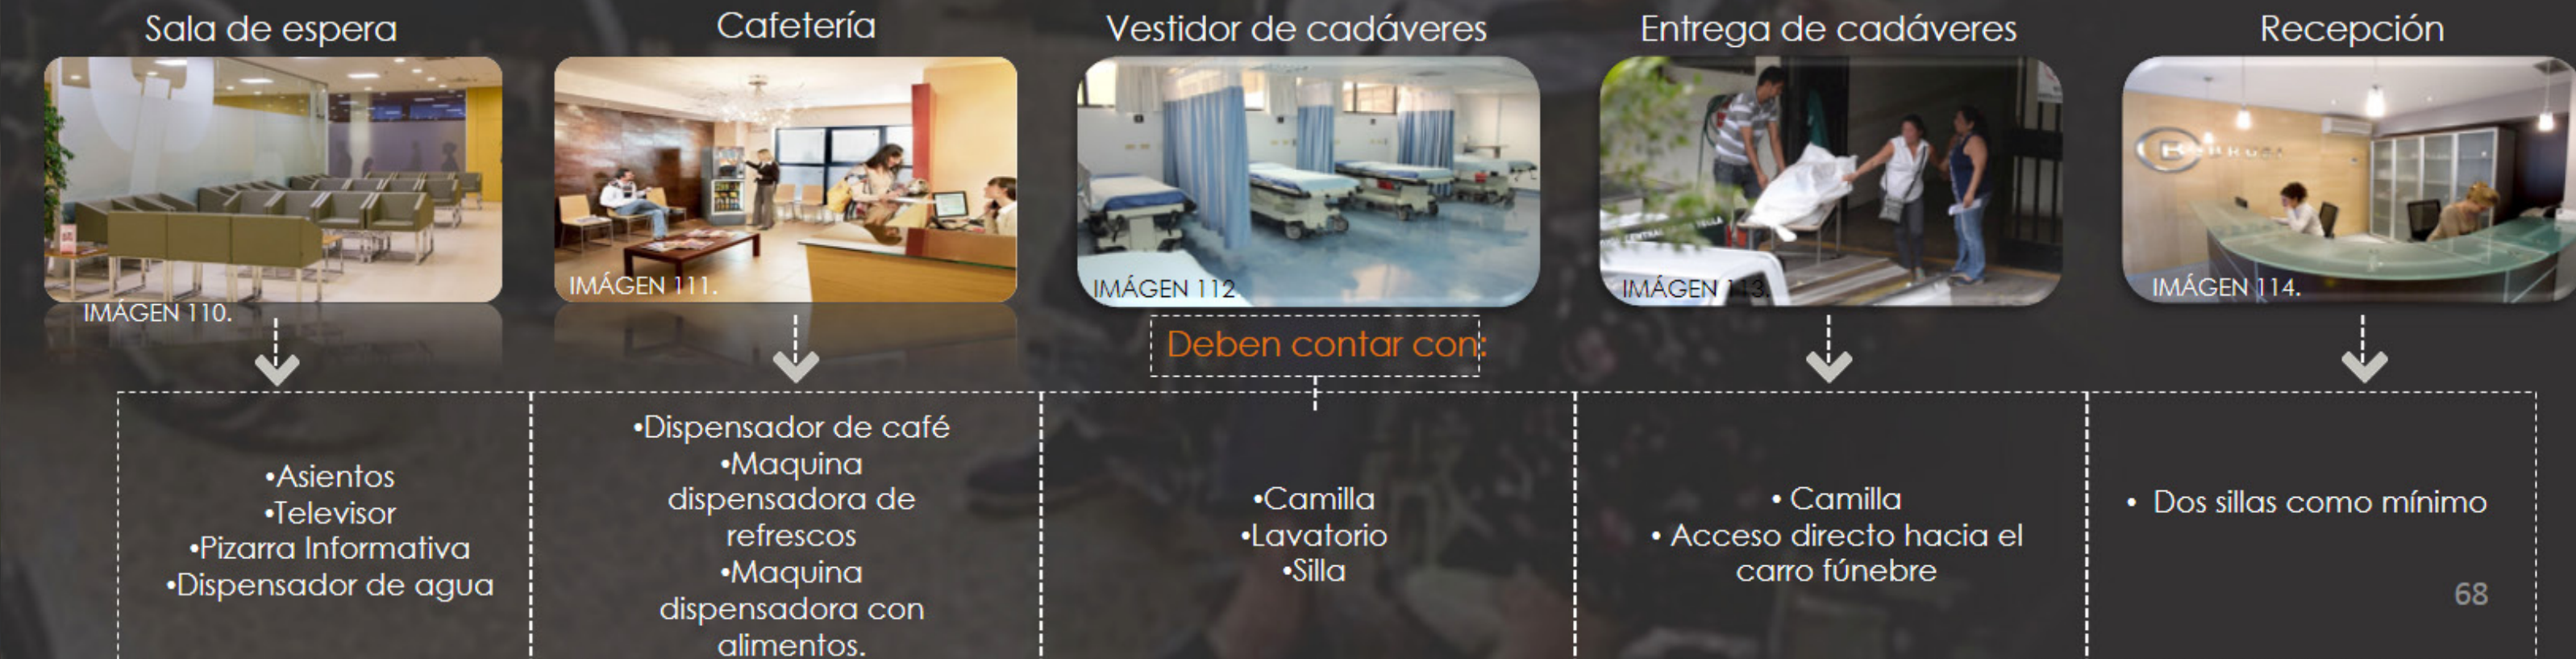 Sala de espera
Cafetería
Vestidor de cadáveres
Entrega de cadáveres
Recepción
IMÁGEN 110.
IMÁGEN 111.
IMÁGEN 112
IMÁGEN 113.
IMÁGEN 114.
Deben contar con:
•Asientos
•Televisor
•Pizarra Informativa
•Dispensador de agua
•Dispensador de café
•Maquina
dispensadora de
refrescos
•Maquina
dispensadora con
alimentos.
•Camilla
•Lavatorio
•Silla
• Camilla
• Acceso directo hacia el
carro fúnebre
• Dos sillas como mínimo
68